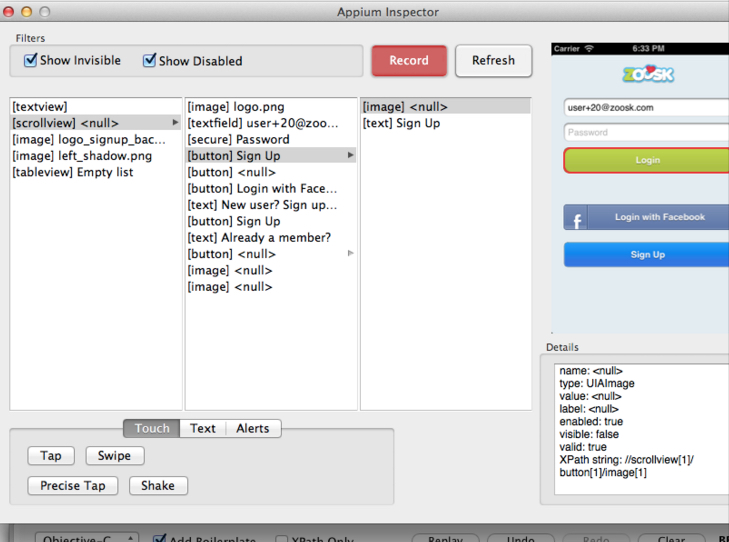 Appium Inspector
Filters
Show Invisible
Show Disabled
Record
Refresh
[textview]
[scrollview] <null>
[image] logo_signup_bac...
[image] left_shadow.png
[tableview] Empty list
[image] logo.png
[textfield] user+20@zoo...
[secure] Password
[button] Sign Up
[button] <null>
[button] Login with Face...
[text] New user? Sign up...
[button] Sign Up
[text] Already a member?
[button] <null>
[image] <null>
[image] <null>
[image] <null>
[text] Sign Up
Carrier
6:33 PM
ZOOSK
user+20@zoosk.com
Password
Login
f
Login with Facebook
Sign Up
Details
name: <null>
type: UIAImage
value: <null>
label: <null>
enabled: true
visible: false
valid: true
XPath string: //scrollview[1]/
button[1]/image[1]
Touch
Text
Alerts
Tap
Swipe
Precise Tap
Shake
Objective-C
Add Boilerplate
XPath Only
Replay
Undo
Redo
Clear